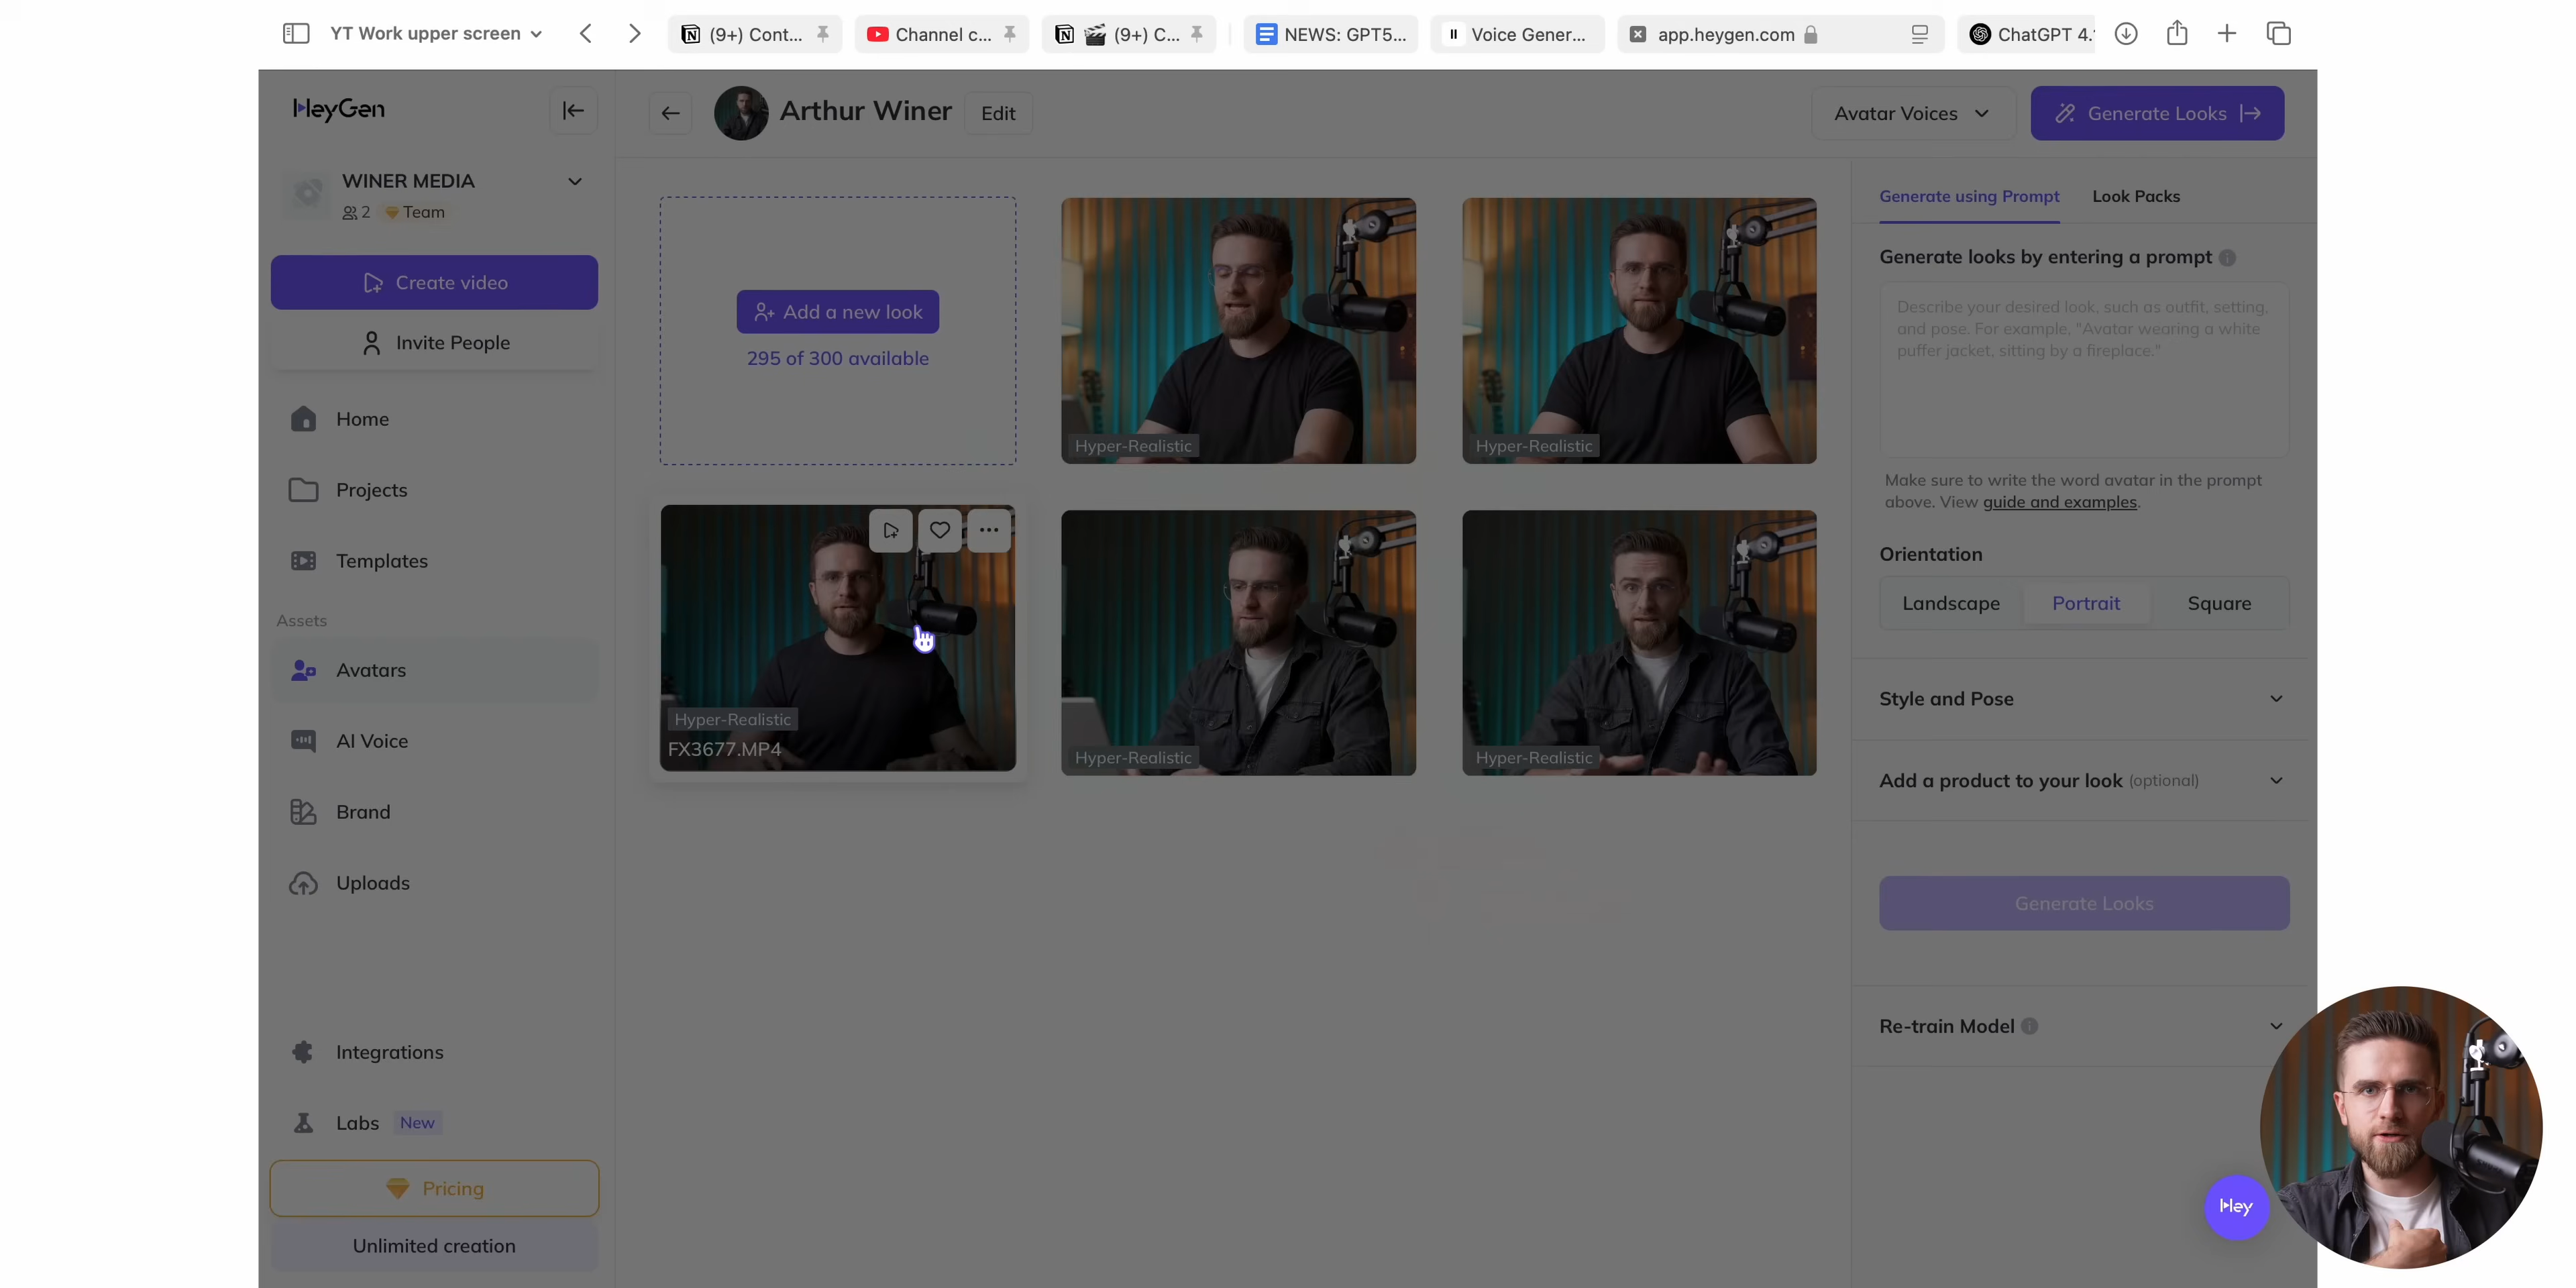 YT Work upper screen
(9+) Cont...
Channel c...
(9+) C...
NEWS: GPT5...
Voice Gener...
app.heygen.com
ChatGPT 4.
HeyGen
Arthur Winer
Edit
Avatar Voices
Generate Looks
WINER MEDIA
2
Team
Create video
Invite People
Home
Projects
Templates
Assets
Avatars
AI Voice
Brand
Uploads
Integrations
Labs
New
Pricing
Unlimited creation
Add a new look
295 of 300 available
Hyper-Realistic
Hyper-Realistic
Hyper-Realistic
FX3677.MP4
Hyper-Realistic
Hyper-Realistic
Generate using Prompt
Look Packs
Generate looks by entering a prompt
Describe your desired look, such as outfit, setting,
and pose. For example, "Avatar wearing a white
puffer jacket, sitting by a fireplace."
Make sure to write the word avatar in the prompt
above. View guide and examples.
Orientation
Landscape
Portrait
Square
Style and Pose
Add a product to your look (optional)
Generate Looks
Re-train Model
Hey